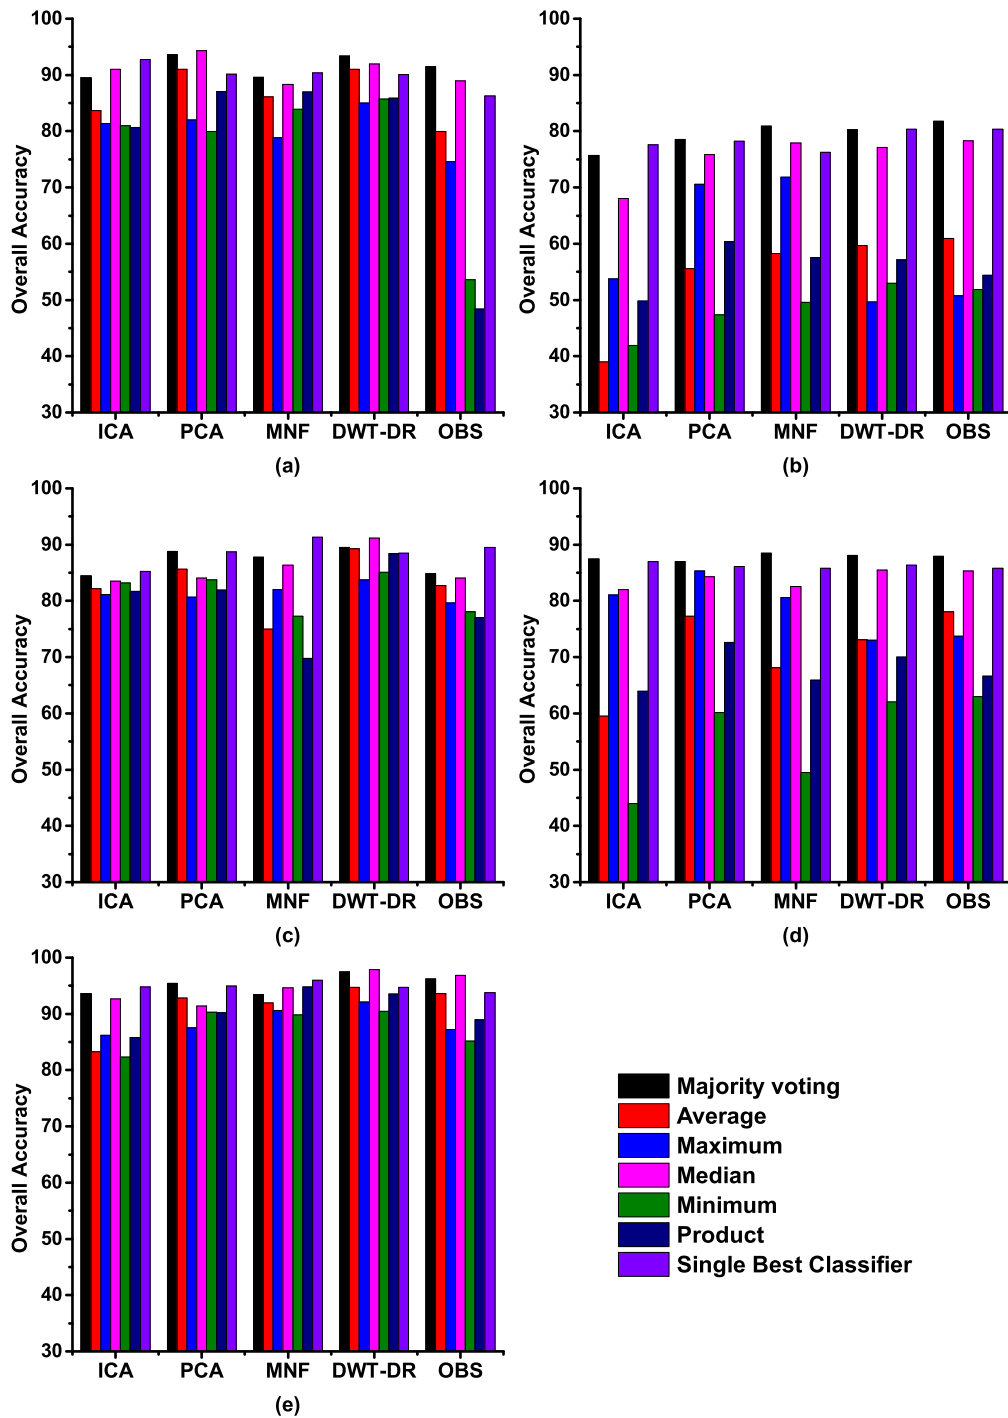 100
90
80
70
60
50
40
30
Overall Accuracy
ICA PCA MNF DWT-DR OBS
(a)
100
90
80
70
60
50
40
30
Overall Accuracy
ICA PCA MNF DWT-DR OBS
(b)
100
90
80
70
60
50
40
30
Overall Accuracy
ICA PCA MNF DWT-DR OBS
(c)
100
90
80
70
60
50
40
30
Overall Accuracy
ICA PCA MNF DWT-DR OBS
(d)
100
90
80
70
60
50
40
30
Overall Accuracy
ICA PCA MNF DWT-DR OBS
(e)
Majority voting
Average
Maximum
Median
Minimum
Product
Single Best Classifier